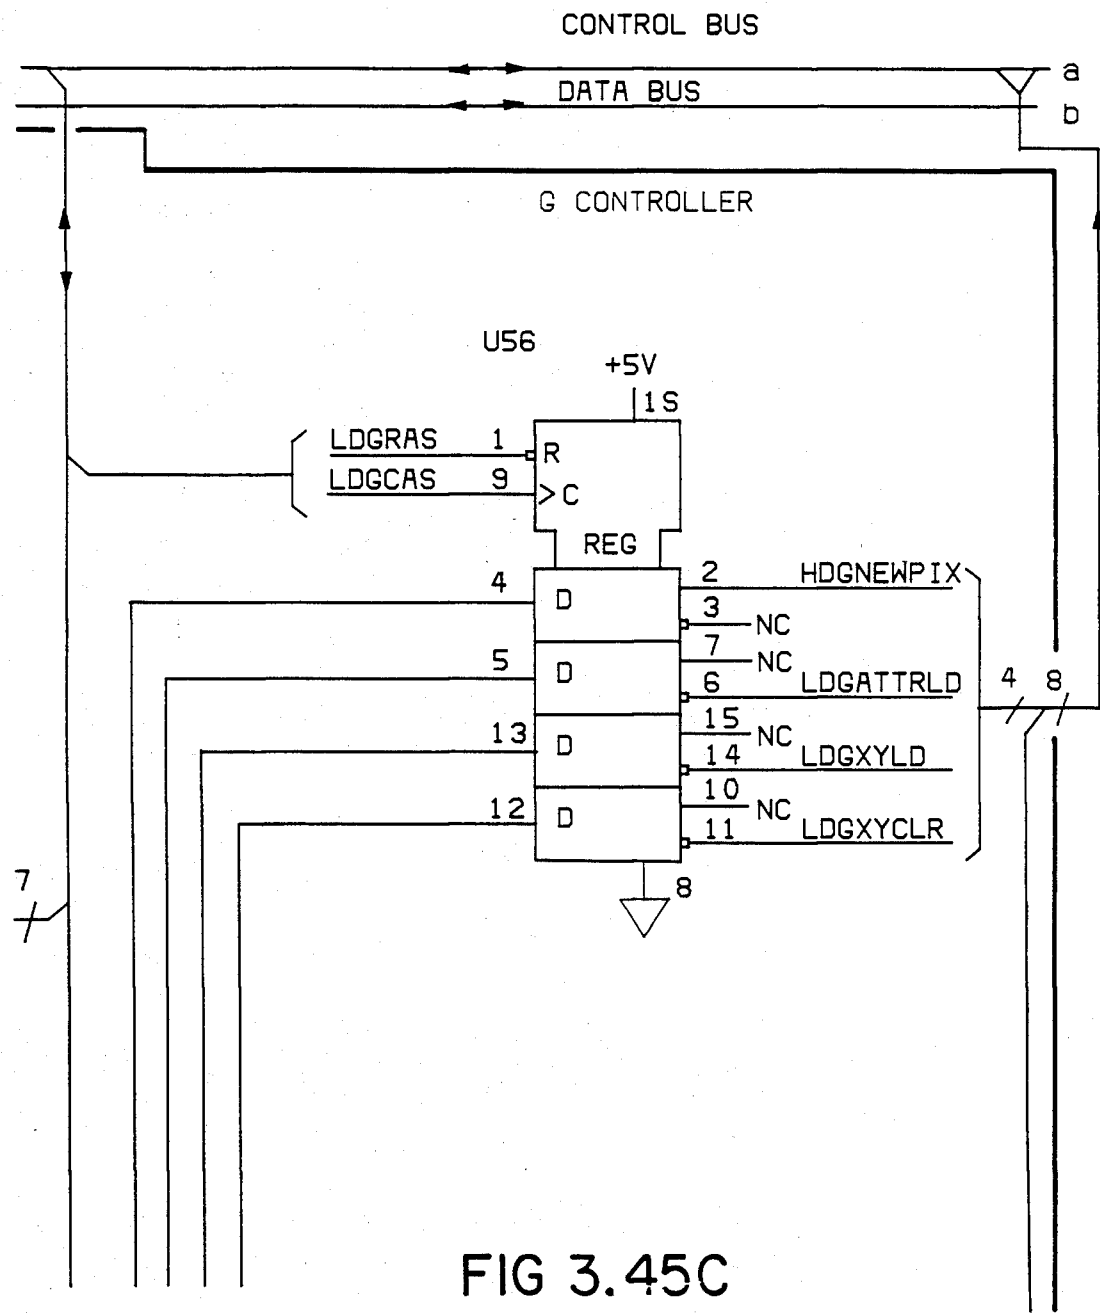 CONTROL BUS
a
DATA BUS
b
G CONTROLLER
U56
+5V
1S
LDGRAS 1 R
LDGCAS 9 C
REG
4 D 2 HDGNEWPIX
3 NC
5 D 7 NC
6 LDGATTRLD
4 8
13 D 15 NC
14 LDGXYLD
12 D 10 NC
11 LDGXYCLR
7
8
FIG 3.45C